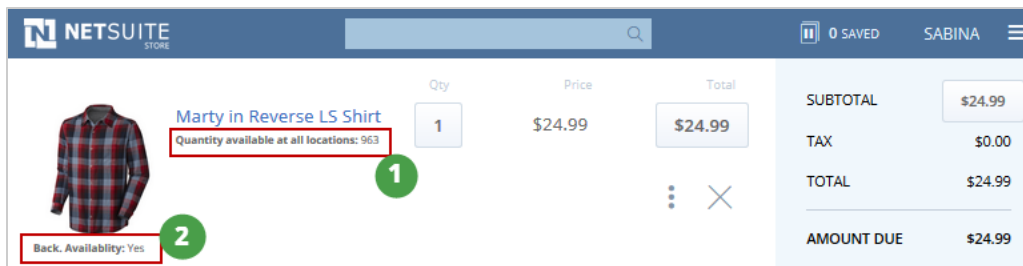 NETSUITE
STORE
0 SAVED
SABINA
Qty
Price
Total
Marty in Reverse LS Shirt
Quantity available at all locations: 963
1
$24.99
$24.99
1
Back. Availablity: Yes
2
SUBTOTAL
$24.99
TAX
$0.00
TOTAL
$24.99
AMOUNT DUE
$24.99